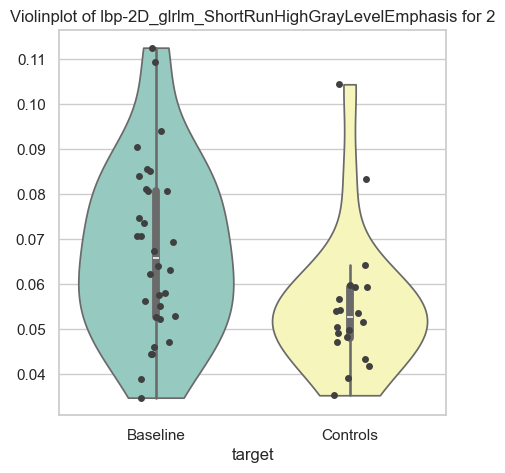 Violinplot of lbp-2D_glrlm_ShortRunHighGrayLevelEmphasis for 2
0.11
0.10
0.09
0.08
0.07
0.06
0.05
0.04
Baseline
Controls
target